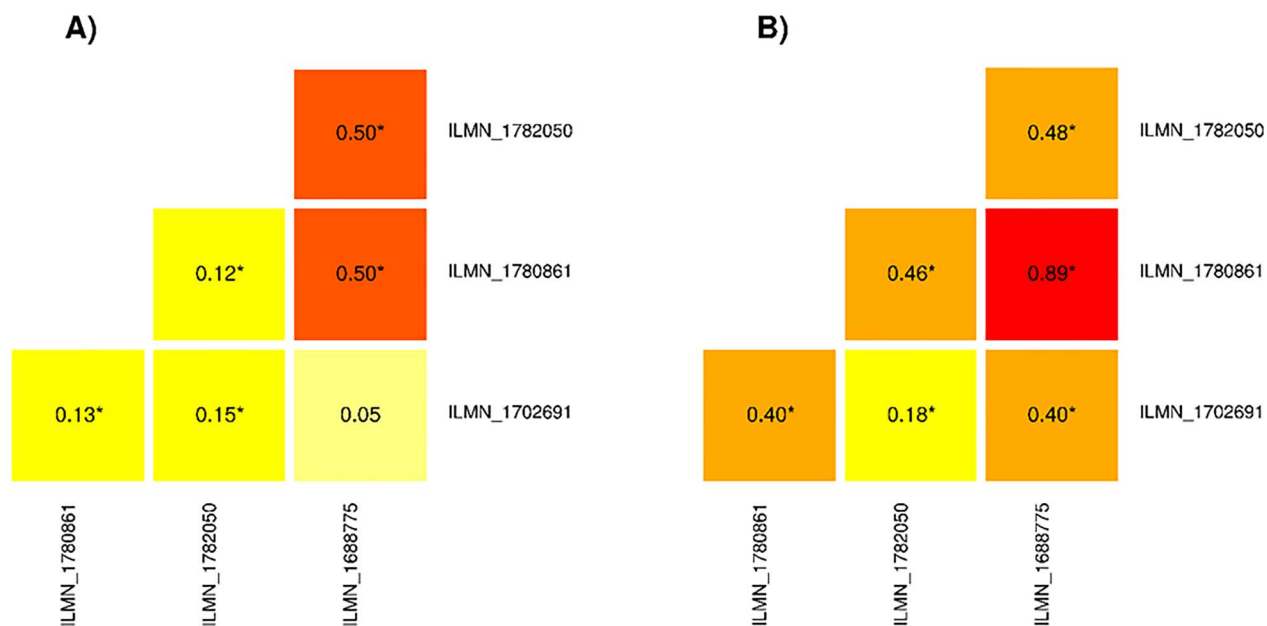 A)
0.50* ILMN_1782050
0.12* 0.50* ILMN_1780861
0.13* 0.15* 0.05 ILMN_1702691
ILMN_1780861
ILMN_1782050
ILMN_1688775
B)
0.48* ILMN_1782050
0.46* 0.89* ILMN_1780861
0.40* 0.18* 0.40* ILMN_1702691
ILMN_1780861
ILMN_1782050
ILMN_1688775